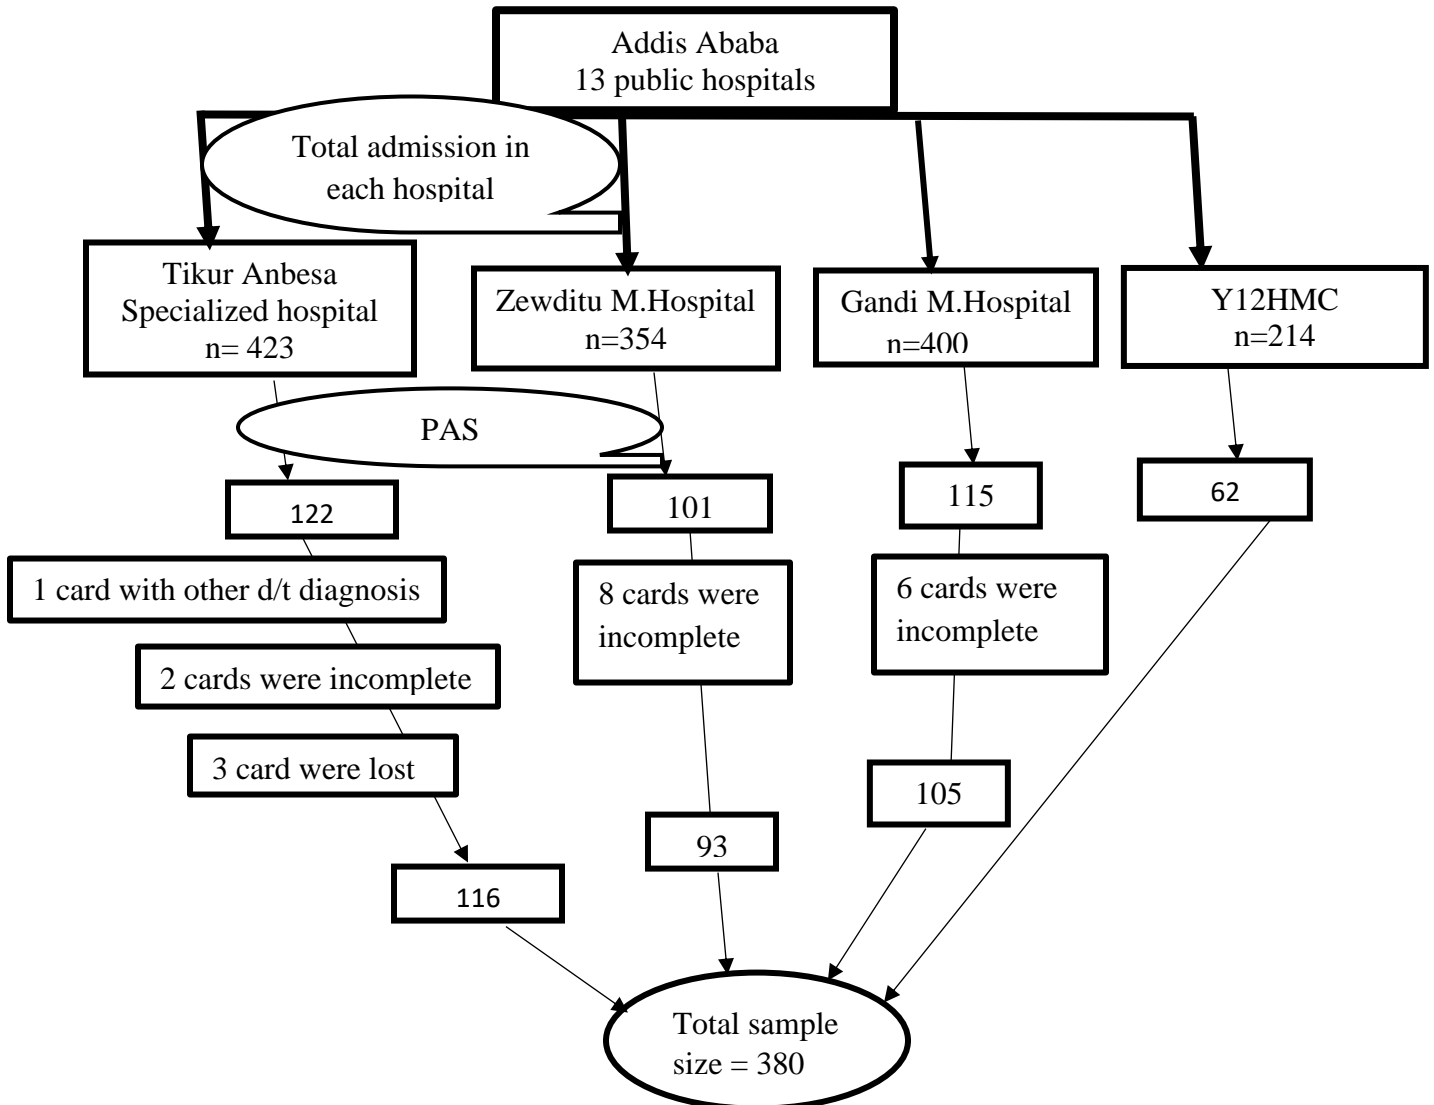 Addis Ababa
13 public hospitals
Total admission in
each hospital
Tikur Anbesa
Specialized hospital
n= 423
Zewditu M.Hospital
n=354
Gandi M.Hospital
n=400
Y12HMC
n=214
PAS
122
101
115
62
1 card with other d/t diagnosis
2 cards were incomplete
3 card were lost
8 cards were
incomplete
6 cards were
incomplete
116
93
105
Total sample
size = 380